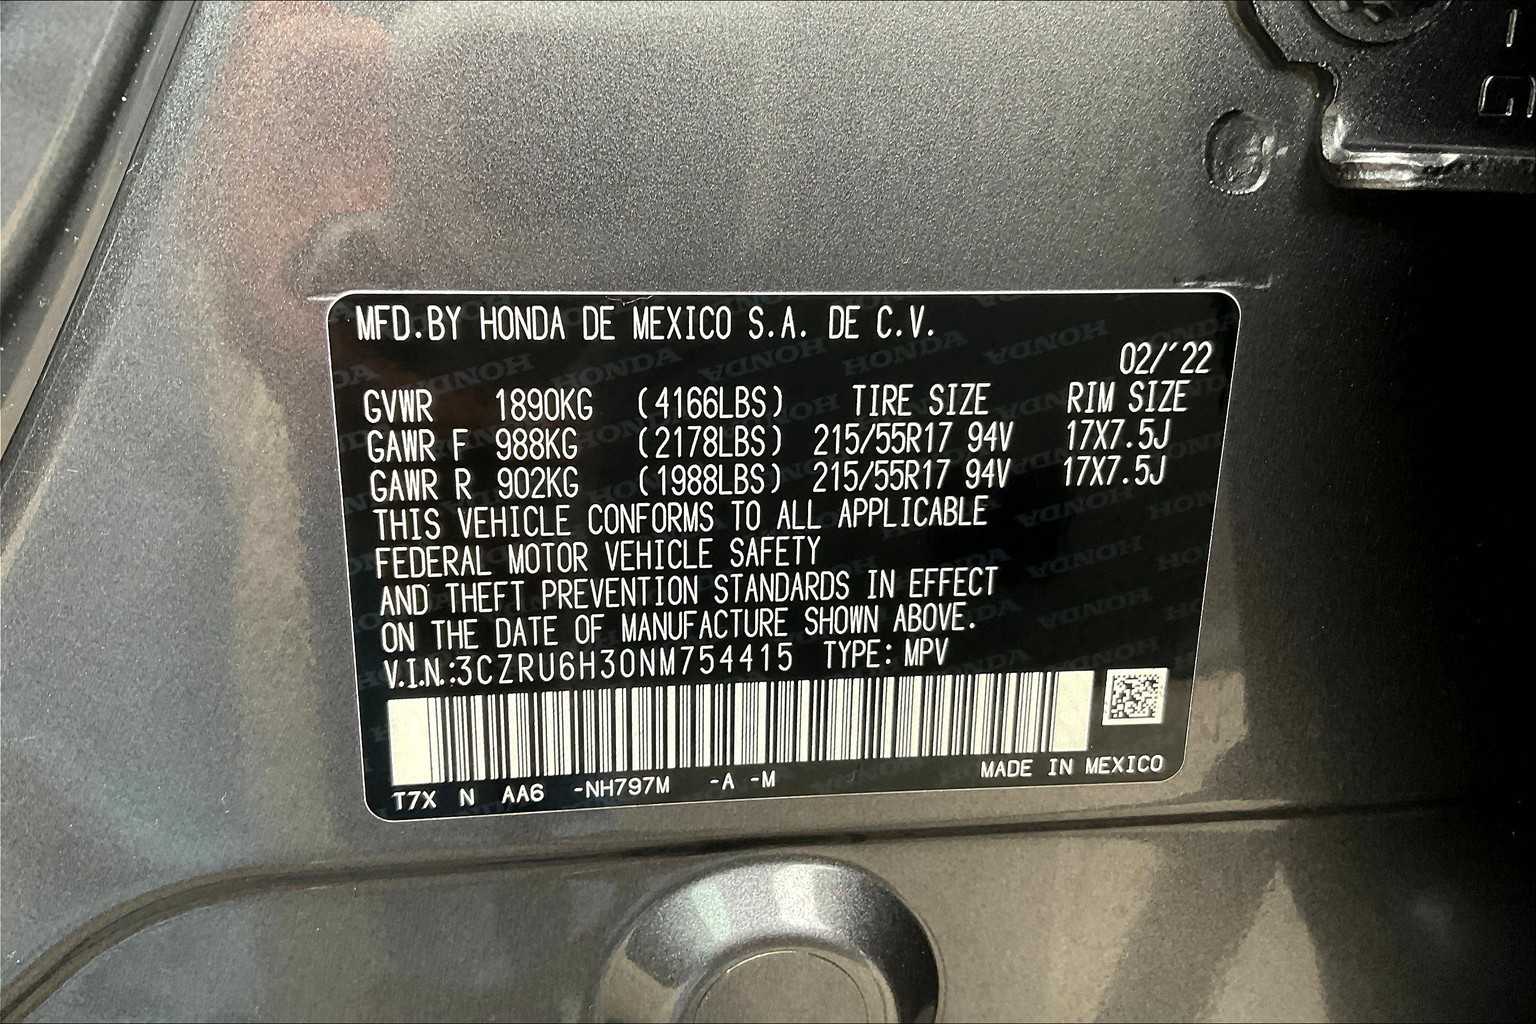 MFD.BY HONDA DE MEXICO S.A. DE C.V.
02/'22
GVWR 1890KG (4166LBS) TIRE SIZE RIM SIZE
GAWR F 988KG (2178LBS) 215/55R17 94V 17X7.5J
GAWR R 902KG (1988LBS) 215/55R17 94V 17X7.5J
THIS VEHICLE CONFORMS TO ALL APPLICABLE
FEDERAL MOTOR VEHICLE SAFETY
AND THEFT PREVENTION STANDARDS IN EFFECT
ON THE DATE OF MANUFACTURE SHOWN ABOVE.
V.I.N.:3CZRU6H30NM754415 TYPE: MPV
T7X N AA6 -NH797M -A -M MADE IN MEXICO